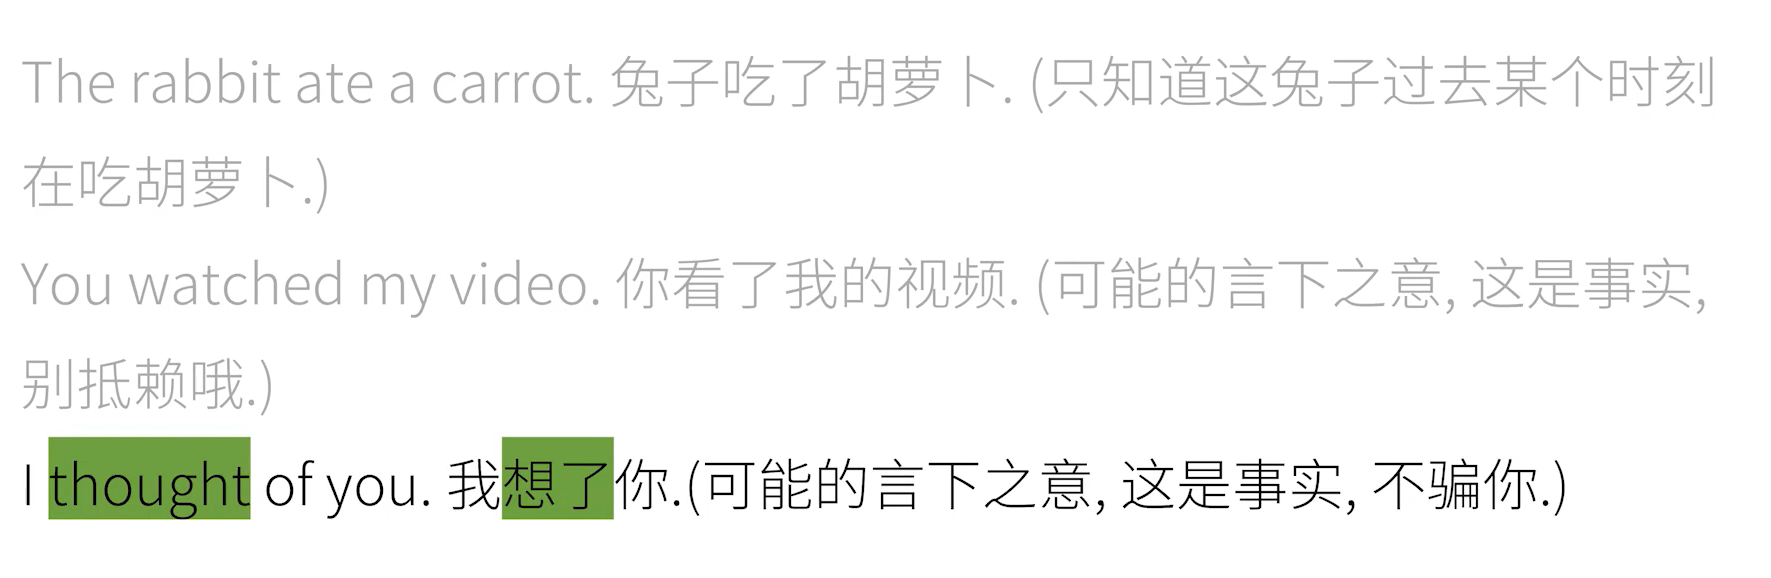 The rabbit ate a carrot. 兔子吃了胡萝卜. (只知道这兔子过去某个时刻
在吃胡萝卜.)
You watched my video. 你看了我的视频. (可能的言下之意, 这是事实,
别抵赖哦.)
I thought of you. 我想了你.(可能的言下之意, 这是事实, 不骗你.)